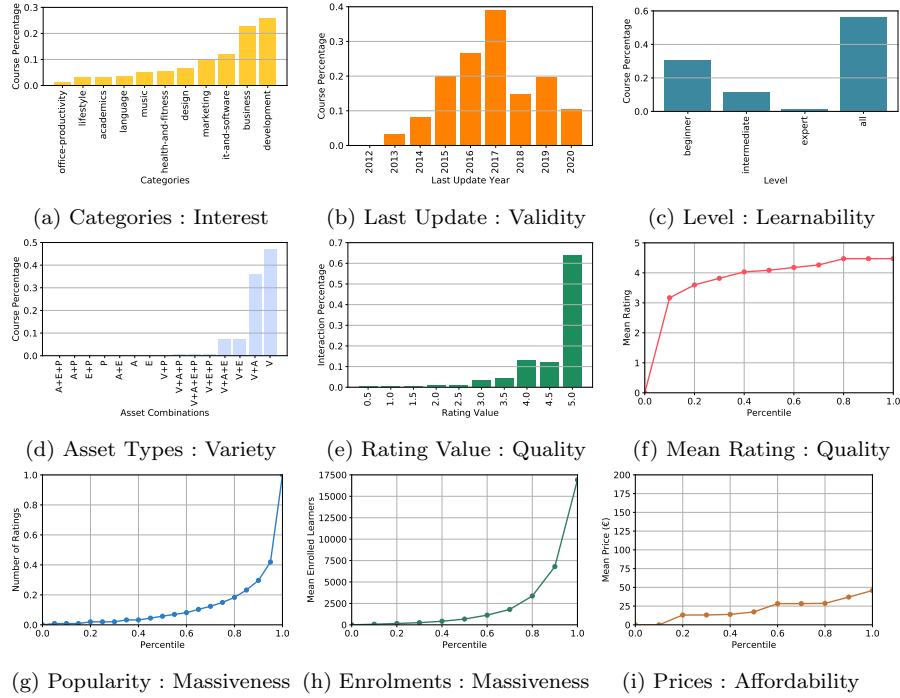 Course Percentage
0.3
0.2
0.1
0.0
office-productivity
lifestyle
academics
language
music
health-and-fitness
design
marketing
it-and-software
business
development
Categories
(a) Categories : Interest
Course Percentage
0.4
0.3
0.2
0.1
0.0
2012
2013
2014
2015
2016
2017
2018
2019
2020
Last Update Year
(b) Last Update : Validity
Course Percentage
0.6
0.4
0.2
0.0
beginner
intermediate
expert
all
Level
(c) Level : Learnability
Course Percentage
0.5
0.4
0.3
0.2
0.1
0.0
A+E+P
A+P
E+P
P
A+E
A
E
V+P
V+A+P
V+A+E+P
V+E+P
V+A+E
V+E
V+A
V
Asset Combinations
(d) Asset Types : Variety
Interaction Percentage
0.7
0.6
0.5
0.4
0.3
0.2
0.1
0.0
0.5
1.0
1.5
2.0
2.5
3.0
3.5
4.0
4.5
5.0
Rating Value
(e) Rating Value : Quality
Mean Rating
5
4
3
2
1
0
0.0 0.2 0.4 0.6 0.8 1.0
Percentile
(f) Mean Rating : Quality
Number of Ratings
1.0
0.8
0.6
0.4
0.2
0.0
0.0 0.2 0.4 0.6 0.8 1.0
Percentile
(g) Popularity : Massiveness
Mean Enrolled Learners
17500
15000
12500
10000
7500
5000
2500
0
0.0 0.2 0.4 0.6 0.8 1.0
Percentile
(h) Enrolments : Massiveness
Mean Price (€)
200
175
150
125
100
75
50
25
0
0.0 0.2 0.4 0.6 0.8 1.0
Percentile
(i) Prices : Affordability